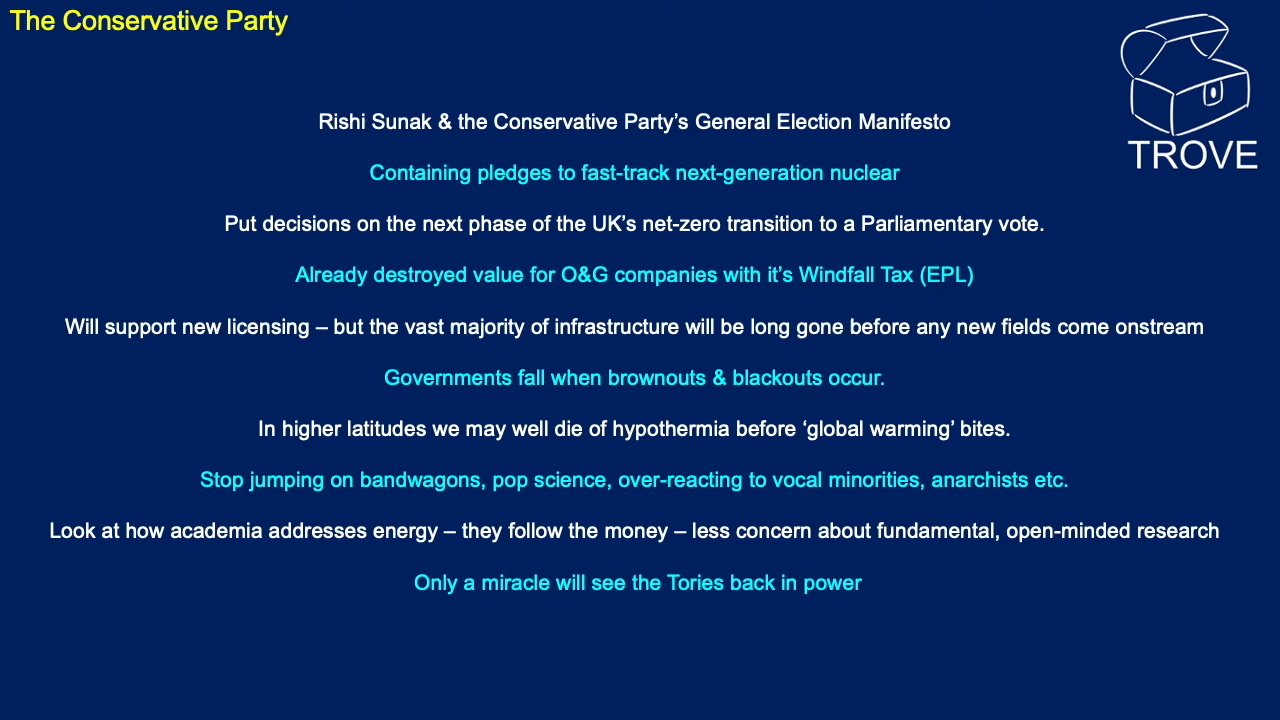 The Conservative Party
TROVE
Rishi Sunak & the Conservative Party’s General Election Manifesto
Containing pledges to fast-track next-generation nuclear
Put decisions on the next phase of the UK’s net-zero transition to a Parliamentary vote.
Already destroyed value for O&G companies with it’s Windfall Tax (EPL)
Will support new licensing – but the vast majority of infrastructure will be long gone before any new fields come onstream
Governments fall when brownouts & blackouts occur.
In higher latitudes we may well die of hypothermia before ‘global warming’ bites.
Stop jumping on bandwagons, pop science, over-reacting to vocal minorities, anarchists etc.
Look at how academia addresses energy – they follow the money – less concern about fundamental, open-minded research
Only a miracle will see the Tories back in power